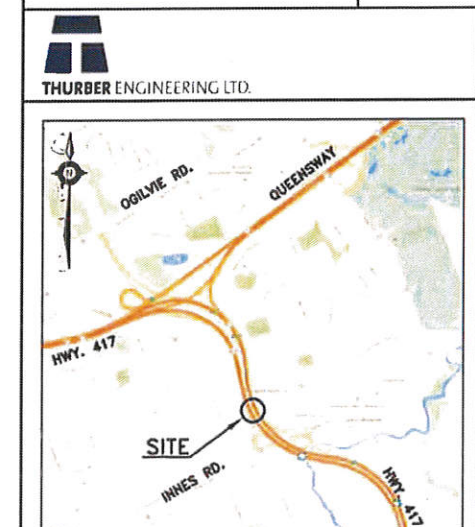 THURBER ENGINEERING LTD.
N
OGILVIE RD.
QUEENSWAY
HWY. 417
SITE
INNES RD.
HWY. 417